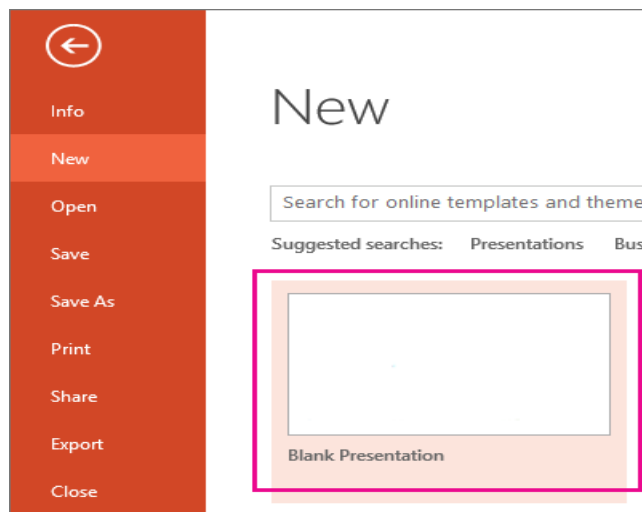 Info
New
Open
Save
Save As
Print
Share
Export
Close
New
Search for online templates and theme
Suggested searches: Presentations Bus
Blank Presentation